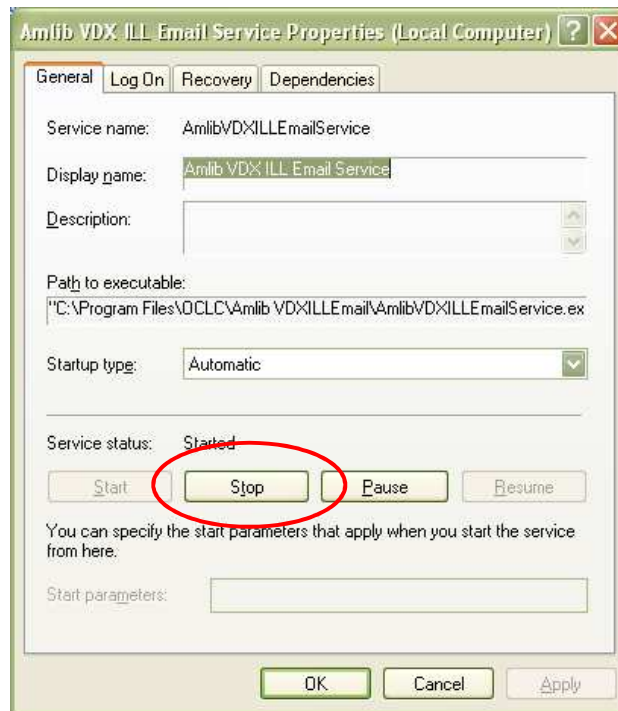 Amlib VDX ILL Email Service Properties (Local Computer)
General Log On Recovery Dependencies
Service name: AmlibVDXILLEmailService
Display name: Amlib VDX ILL Email Service
Description:
Path to executable:
"C:\Program Files\OCLC\Amlib VDXILLEmail\AmlibVDXILLEmailService.ex
Startup type: Automatic
Service status: Started
Start Stop Pause Resume
You can specify the start parameters that apply when you start the service
from here.
Start parameters:
OK Cancel Apply